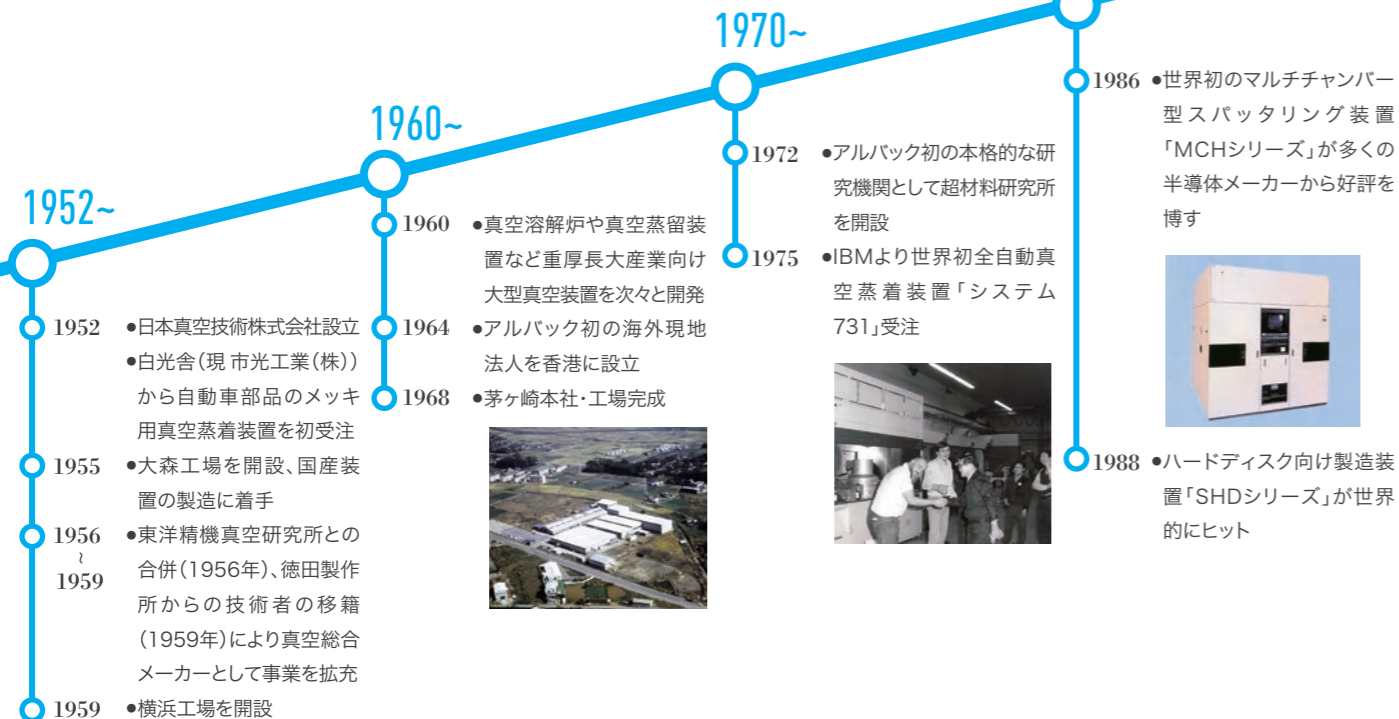 1952~
1952
●日本真空技術株式会社設立
●白光舎(現 市光工業(株))
から自動車部品のメッキ
用真空蒸着装置を初受注
1955
●大森工場を開設、国産装
置の製造に着手
1956
~
1959
●東洋精機真空研究所との
合併(1956年)、徳田製作
所からの技術者の移籍
(1959年)により真空総合
メーカーとして事業を拡充
1959
●横浜工場を開設
1960~
1960
●真空溶解炉や真空蒸留装
置など重厚長大産業向け
大型真空装置を次々と開発
1964
●アルバック初の海外現地
法人を香港に設立
1968
●茅ヶ崎本社・工場完成
1970~
1972
●アルバック初の本格的な研
究機関として超材料研究所
を開設
1975
●IBMより世界初全自動真
空蒸着装置「システム
731」受注
1986
●世界初のマルチチャンバー
型スパッタリング装置
「MCHシリーズ」が多くの
半導体メーカーから好評を
博す
1988
●ハードディスク向け製造装
置「SHDシリーズ」が世界
的にヒット